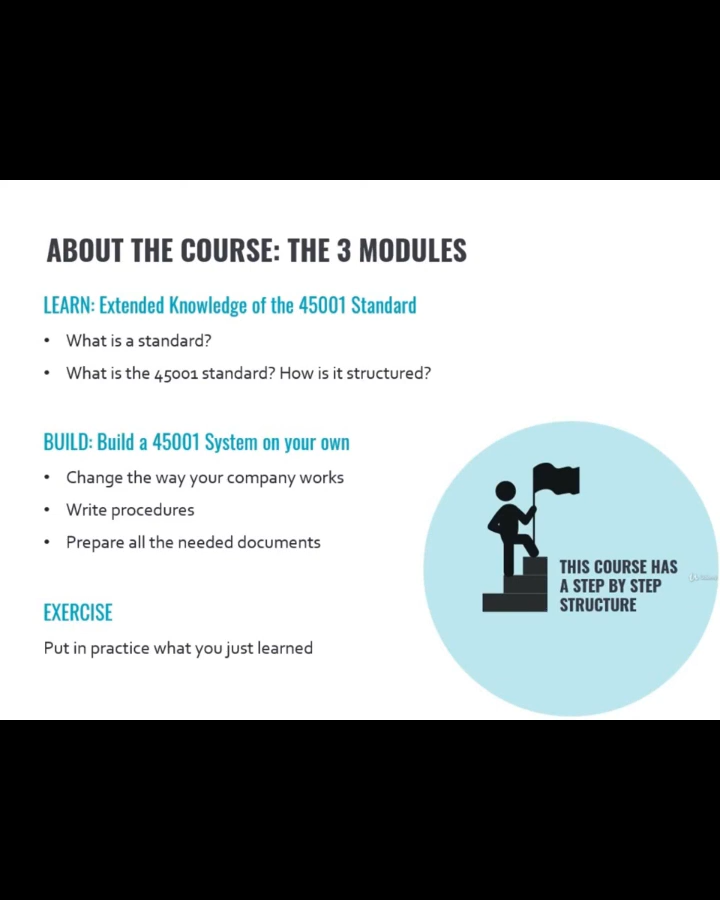 ABOUT THE COURSE: THE 3 MODULES
LEARN: Extended Knowledge of the 45001 Standard
• What is a standard?
• What is the 45001 standard? How is it structured?
BUILD: Build a 45001 System on your own
• Change the way your company works
• Write procedures
• Prepare all the needed documents
EXERCISE
Put in practice what you just learned
THIS COURSE HAS
A STEP BY STEP
STRUCTURE